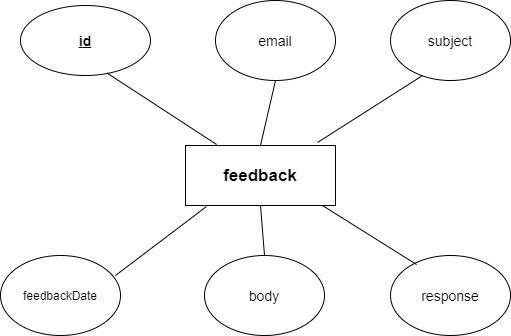 id
email
subject
feedback
feedbackDate
body
response